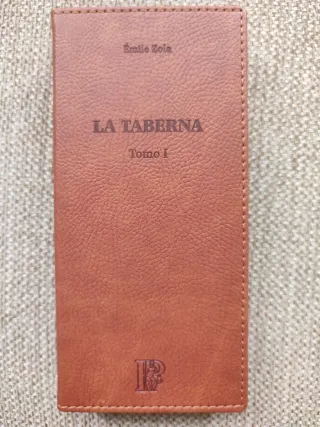 Émile Zola
LA TABERNA
Tomo I